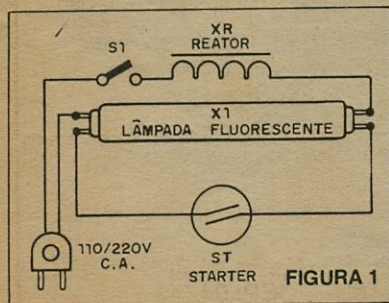 S1
XR
REATOR
X1
LÂMPADA FLUORESCENTE
110/220V
C.A.
ST
STARTER
FIGURA 1